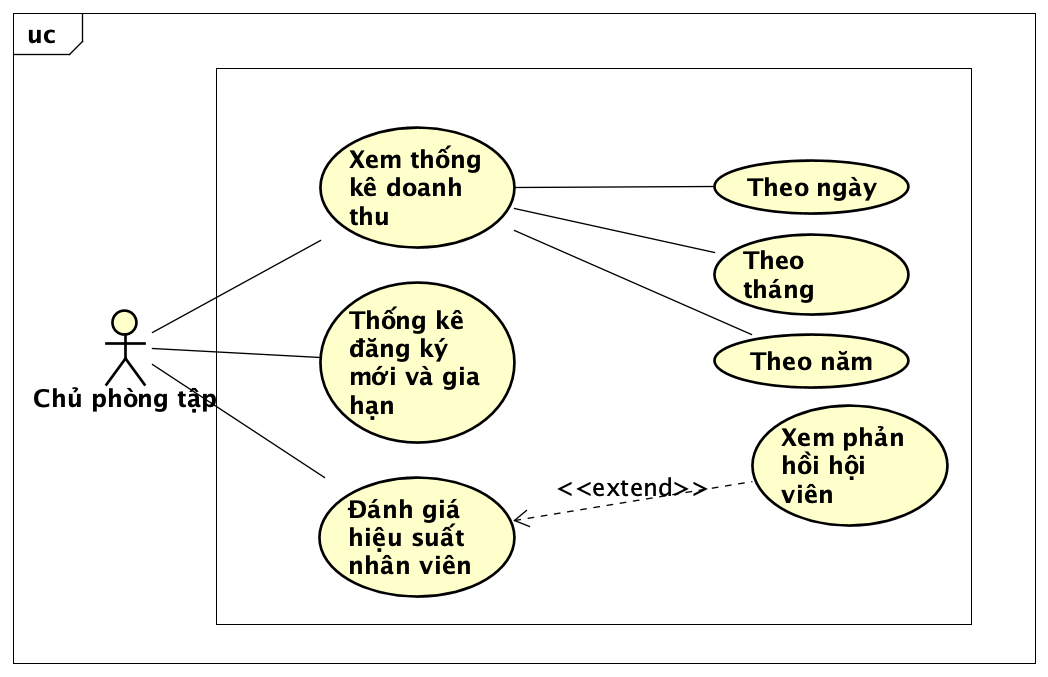 uc
Xem thống
kê doanh
thu
Theo ngày
Theo
tháng
Thống kê
đăng ký
mới và gia
hạn
Theo năm
Chủ phòng tập
Xem phản
hồi hội
viên
<<extend>>
Đánh giá
hiệu suất
nhân viên